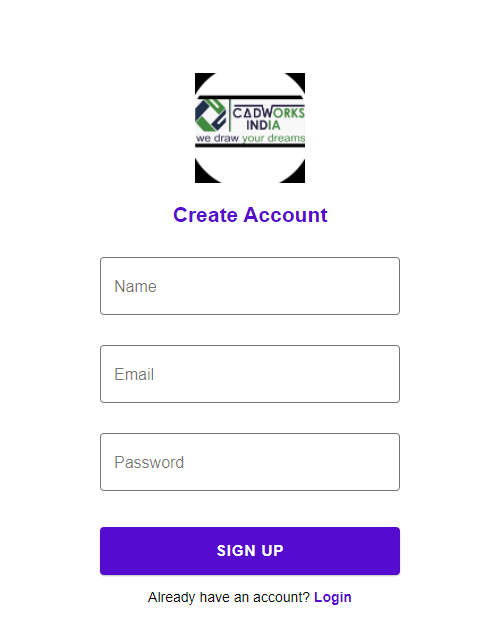 CADWORKS
INDIA
we draw your dreams
Create Account
Name
Email
Password
SIGN UP
Already have an account? Login